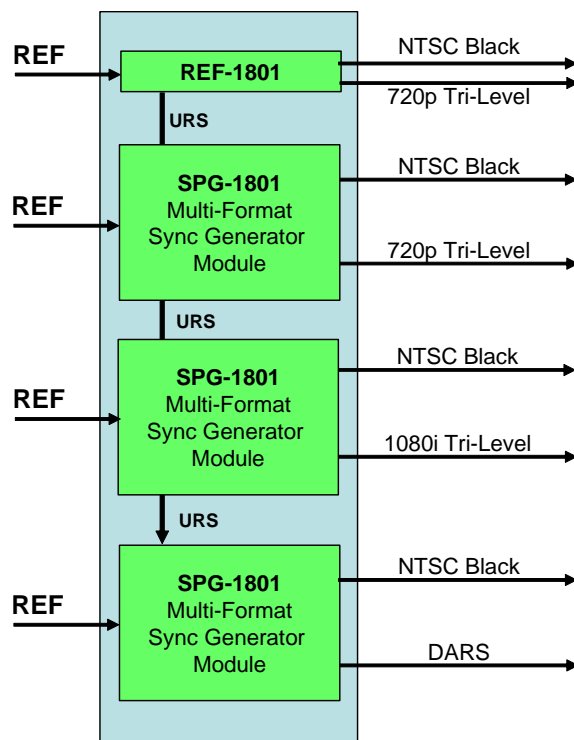 NTSC Black
REF
REF-1801
720p Tri-Level
URS
SPG-1801
Multi-Format
Sync Generator
Module
NTSC Black
REF
720p Tri-Level
URS
SPG-1801
Multi-Format
Sync Generator
Module
NTSC Black
REF
1080i Tri-Level
URS
SPG-1801
Multi-Format
Sync Generator
Module
NTSC Black
REF
DARS